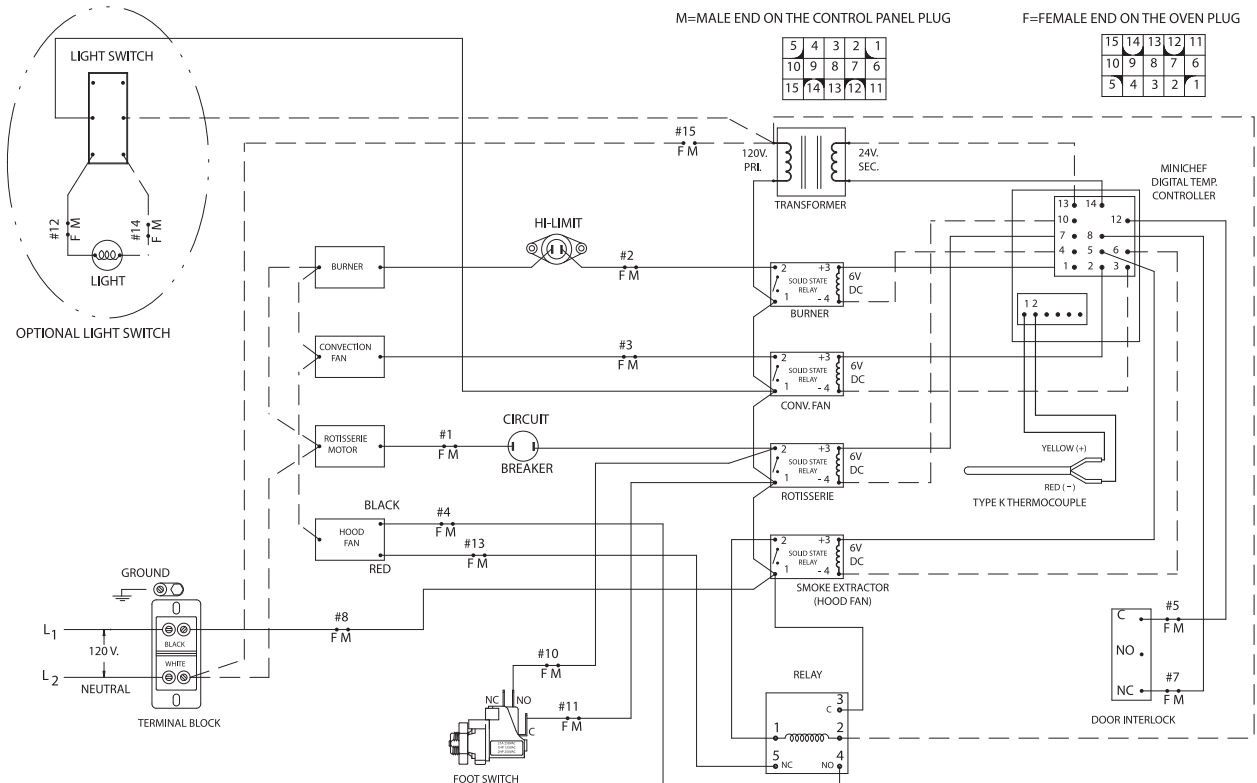 M=MALE END ON THE CONTROL PANEL PLUG
F=FEMALE END ON THE OVEN PLUG
5 4 3 2 1
10 9 8 7 6
15 14 13 12 11
15 14 13 12 11
10 9 8 7 6
5 4 3 2 1
LIGHT SWITCH
#12
F M
#14
F M
LIGHT
OPTIONAL LIGHT SWITCH
#15
F M
120V.
PRI.
24V.
SEC.
TRANSFORMER
MINICHEF
DIGITAL TEMP.
CONTROLLER
13 14
10 12
7 8
4 5 6
1 2 3
1 2
HI-LIMIT
#2
F M
BURNER
2 +3
SOLID STATE
RELAY
1 - 4
6V
DC
BURNER
CONVECTION
FAN
#3
F M
2 +3
SOLID STATE
RELAY
1 - 4
6V
DC
CONV. FAN
ROTISSERIE
MOTOR
#1
F M
CIRCUIT
BREAKER
2 +3
SOLID STATE
RELAY
1 - 4
6V
DC
ROTISSERIE
YELLOW (+)
RED (-)
TYPE K THERMOCOUPLE
HOOD
FAN
BLACK
#4
F M
#13
F M
RED
2 +3
SOLID STATE
RELAY
1 - 4
6V
DC
SMOKE EXTRACTOR
(HOOD FAN)
GROUND
L1
120 V.
L2
NEUTRAL
BLACK
WHITE
TERMINAL BLOCK
#8
F M
#10
F M
#11
F M
NC NO
C
FOOT SWITCH
RELAY
3
C
1 2
5 NC
NO 4
C
NO
NC
#5
F M
#7
F M
DOOR INTERLOCK